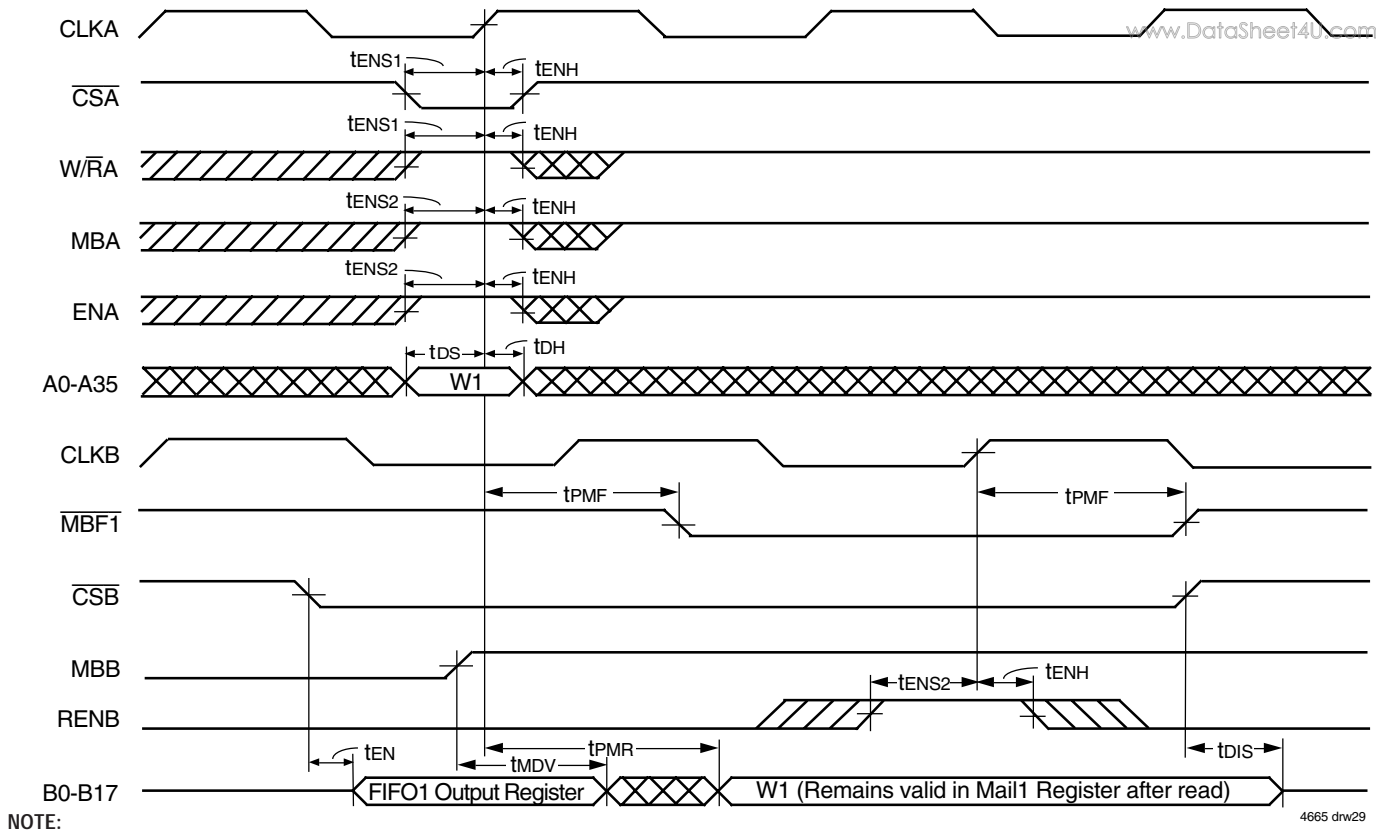 www.DataSheet4U.com
CLKA
tENS1 tENH
CSA
tENS1 tENH
W/RA
tENS2 tENH
MBA
tENS2 tENH
ENA
tDS tDH
A0-A35 W1
CLKB
tPMF tPMF
MBF1
CSB
MBB
tENS2 tENH
RENB
tEN tMDV tPMR tDIS
B0-B17 FIFO1 Output Register W1 (Remains valid in Mail1 Register after read)
NOTE: 4665 drw29